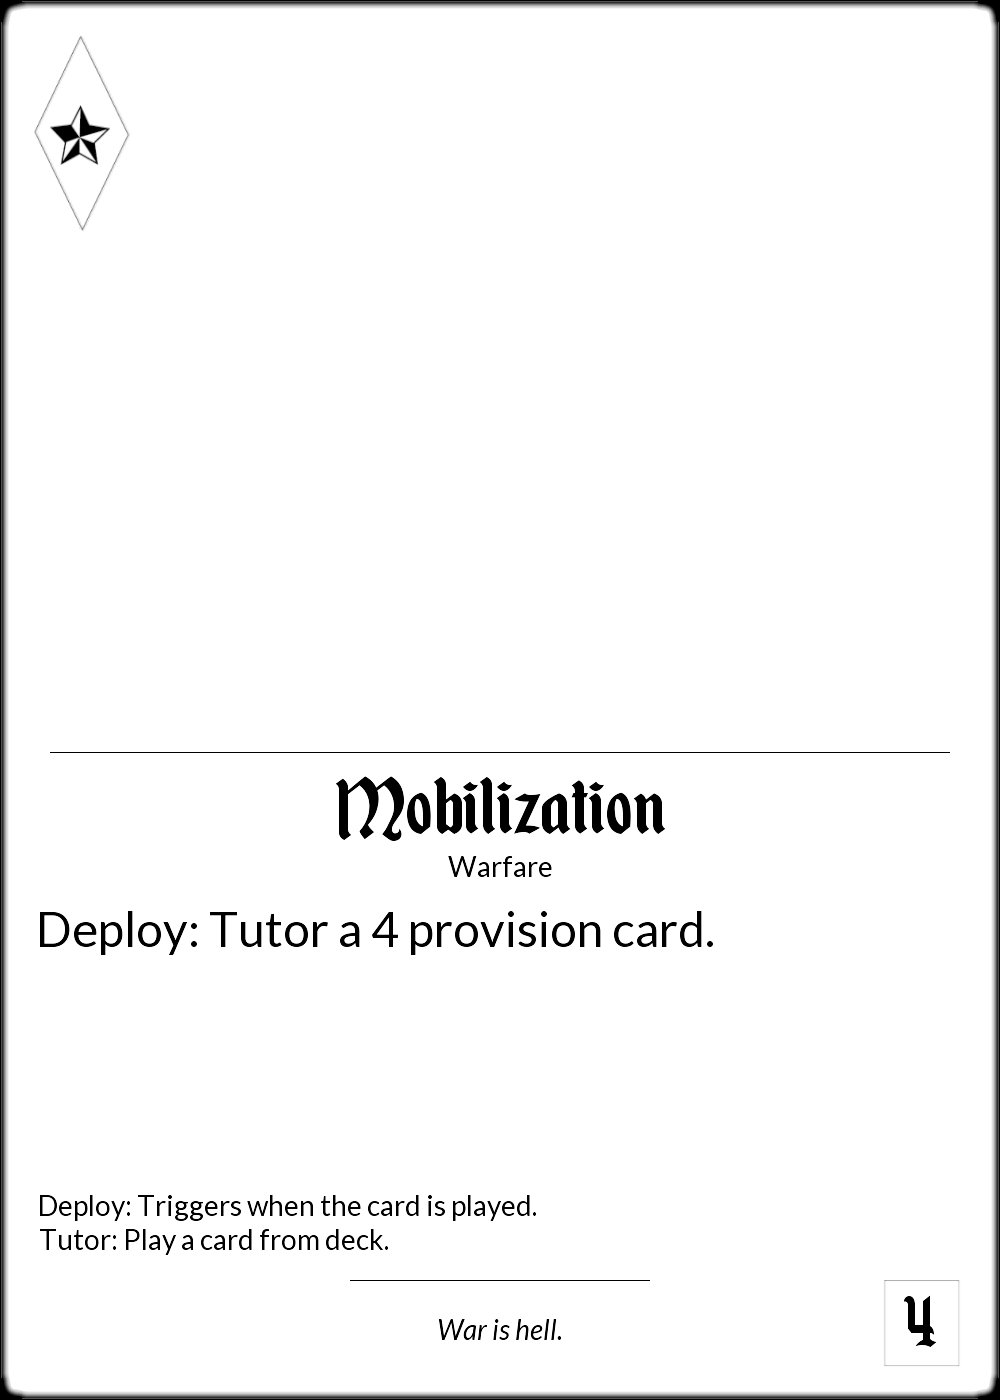 Mobilization
Warfare
Deploy: Tutor a 4 provision card.
Deploy: Triggers when the card is played.
Tutor: Play a card from deck.
War is hell.
4